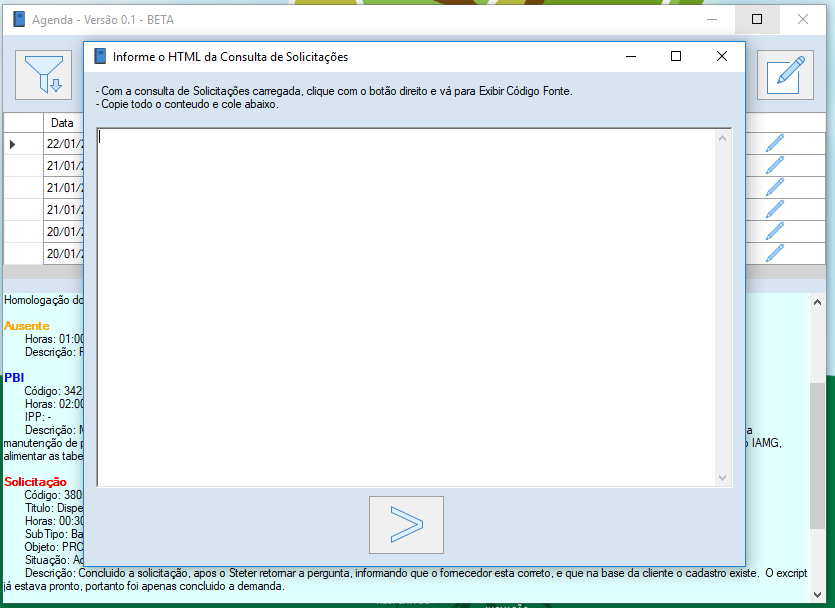 Agenda - Versão 0.1 - BETA
Informe o HTML da Consulta de Solicitações
- Com a consulta de Solicitações carregada, clique com o botão direito e vá para Exibir Código Fonte.
- Copie todo o conteudo e cole abaixo.
Data
22/01/2
21/01/2
21/01/2
21/01/2
20/01/2
20/01/2
Homologação do
Ausente
Horas: 01:00
Descrição:
PBI
Código: 342
Horas: 02:00
IPP: -
Descrição: a
manutenção de IAMG,
alimentar as tabe
Solicitação
Código: 380
Titulo: Dispe
Horas: 00:30
SubTipo: Ba
Objeto: PRO
Situação:
Descrição: Concluido a solicitação, apos o Steter retornar a pergunta, informando que o fornecedor esta correto, e que na base da cliente o cadastro existe. O excript
já estava pronto, portanto foi apenas concluido a demanda.